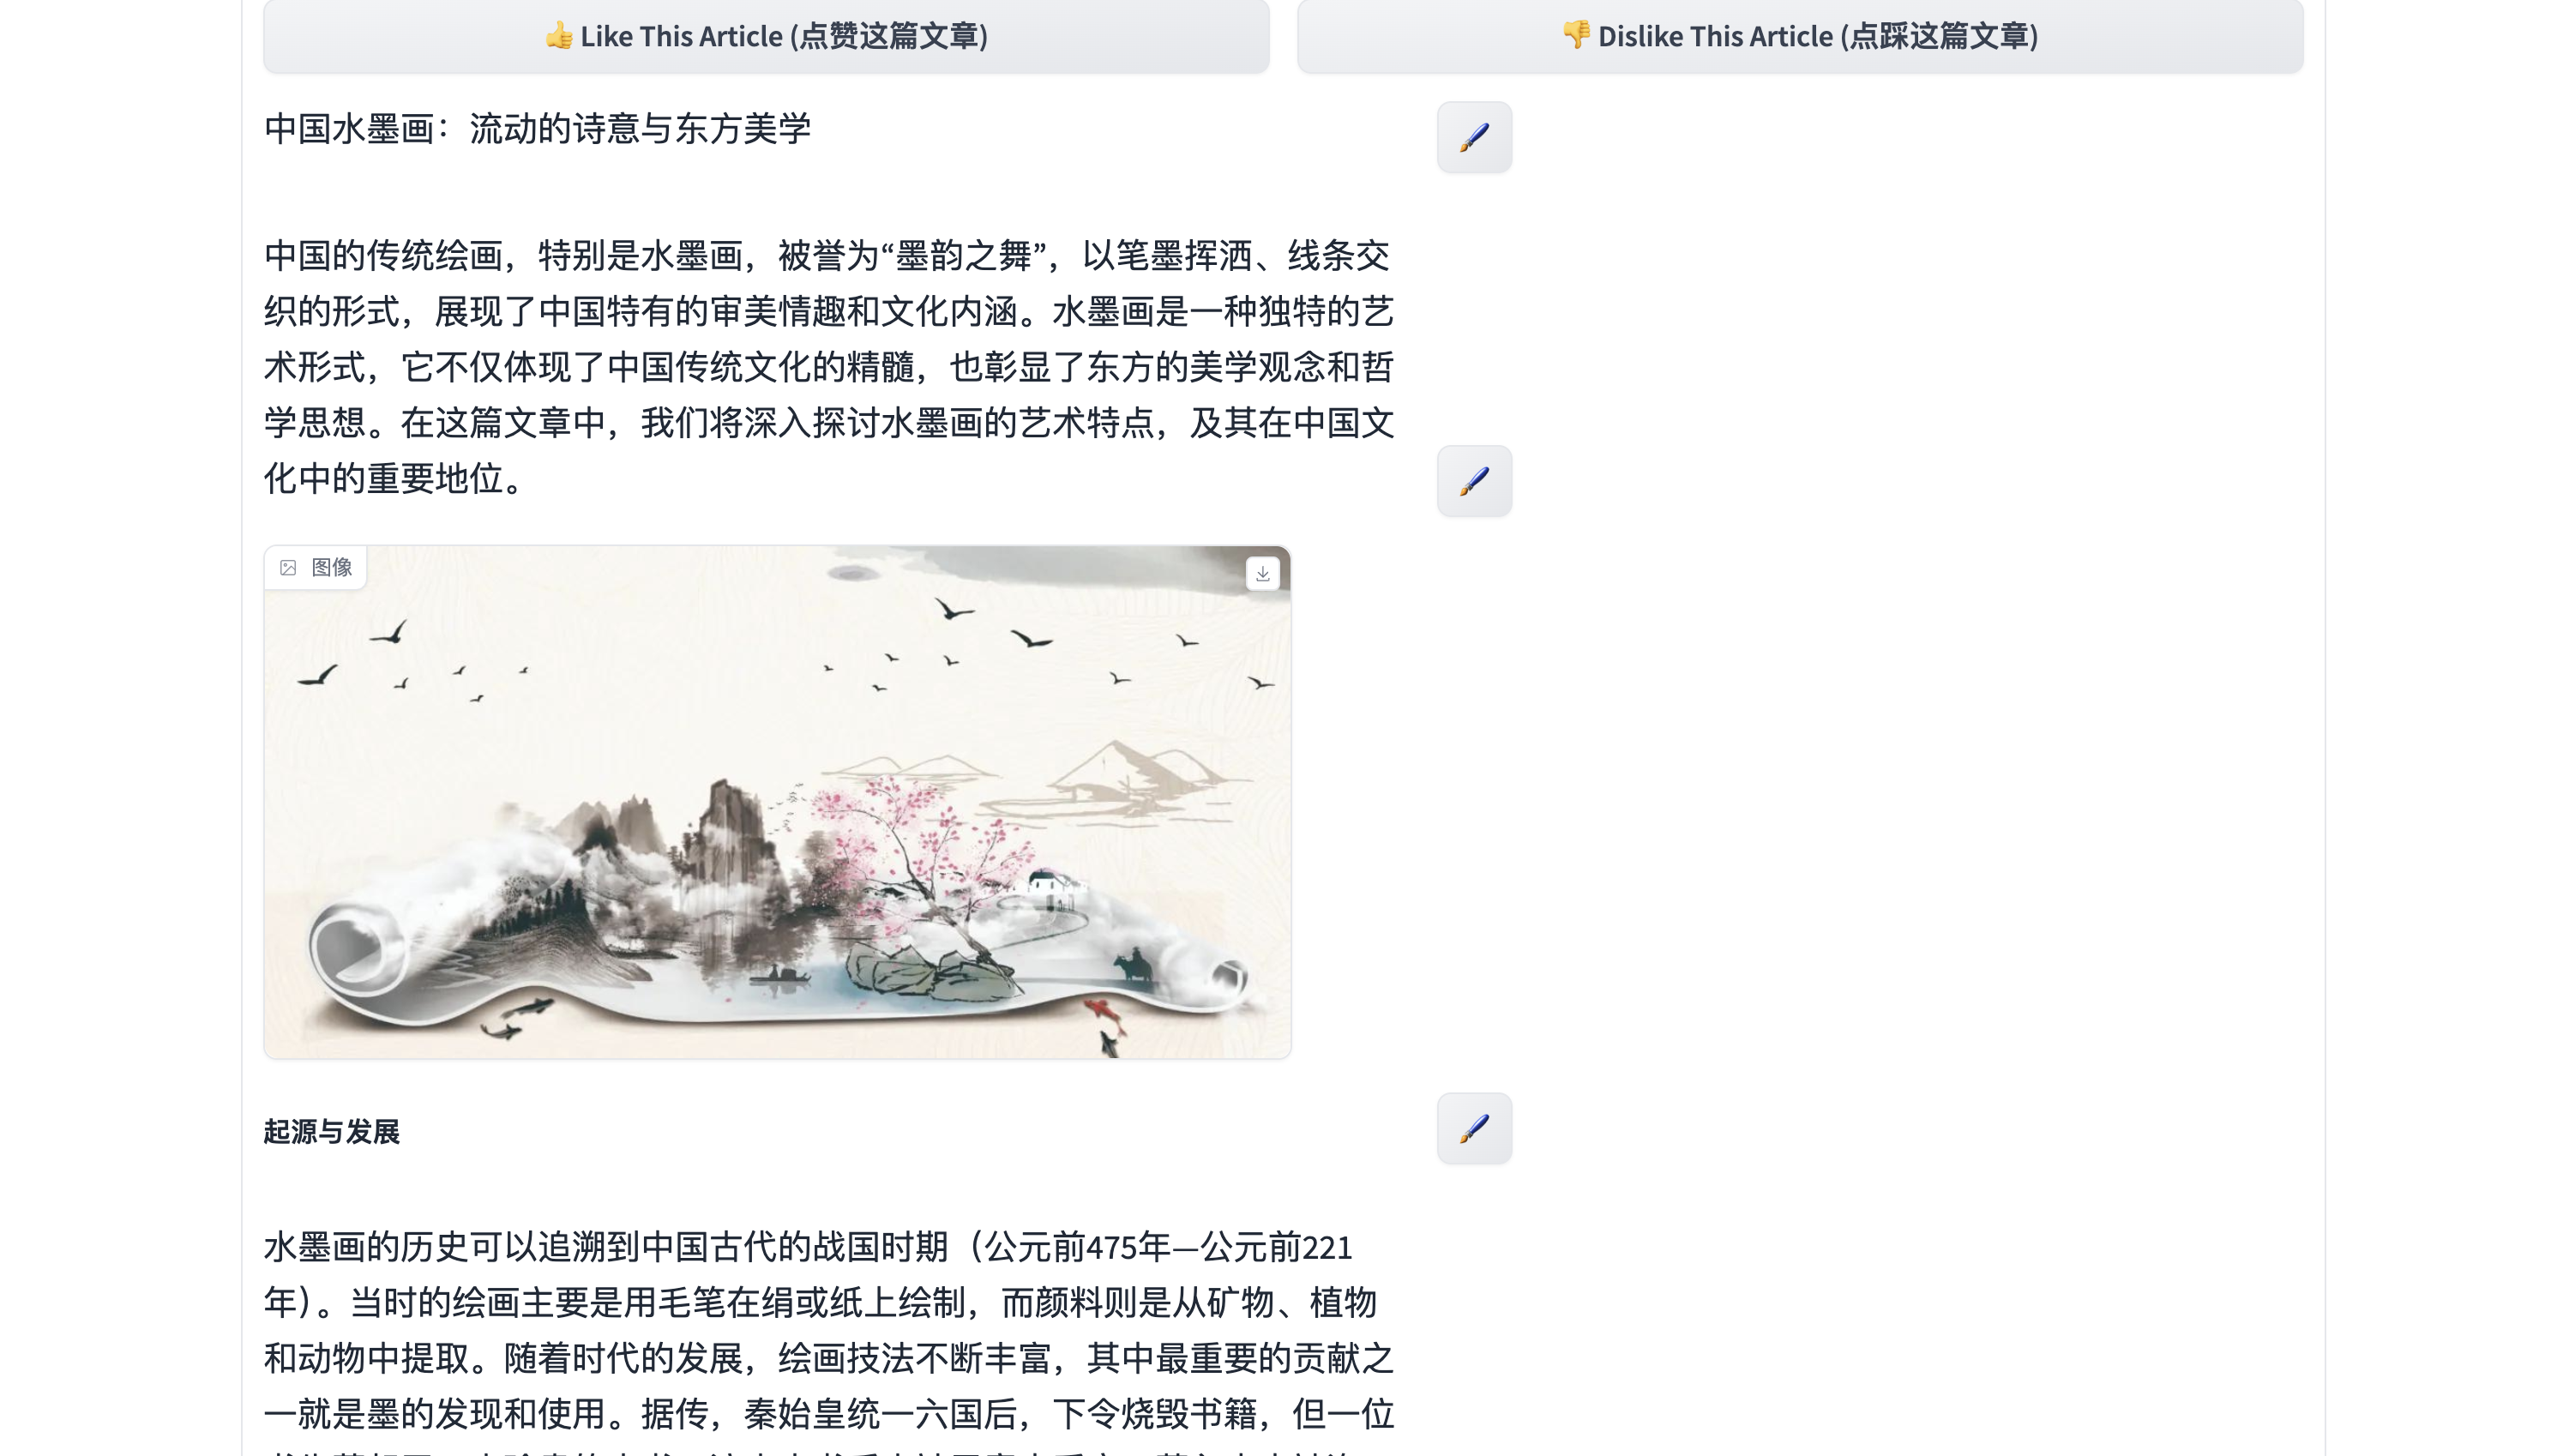 👍 Like This Article (点赞这篇文章)
👎 Dislike This Article (点踩这篇文章)
中国水墨画：流动的诗意与东方美学
中国的传统绘画，特别是水墨画，被誉为“墨韵之舞”，以笔墨挥洒、线条交
织的形式，展现了中国特有的审美情趣和文化内涵。水墨画是一种独特的艺
术形式，它不仅体现了中国传统文化的精髓，也彰显了东方的美学观念和哲
学思想。在这篇文章中，我们将深入探讨水墨画的艺术特点，及其在中国文
化中的重要地位。
图像
起源与发展
水墨画的历史可以追溯到中国古代的战国时期（公元前475年—公元前221
年）。当时的绘画主要是用毛笔在绢或纸上绘制，而颜料则是从矿物、植物
和动物中提取。随着时代的发展，绘画技法不断丰富，其中最重要的贡献之
一就是墨的发现和使用。据传，秦始皇统一六国后，下令烧毁书籍，但一位